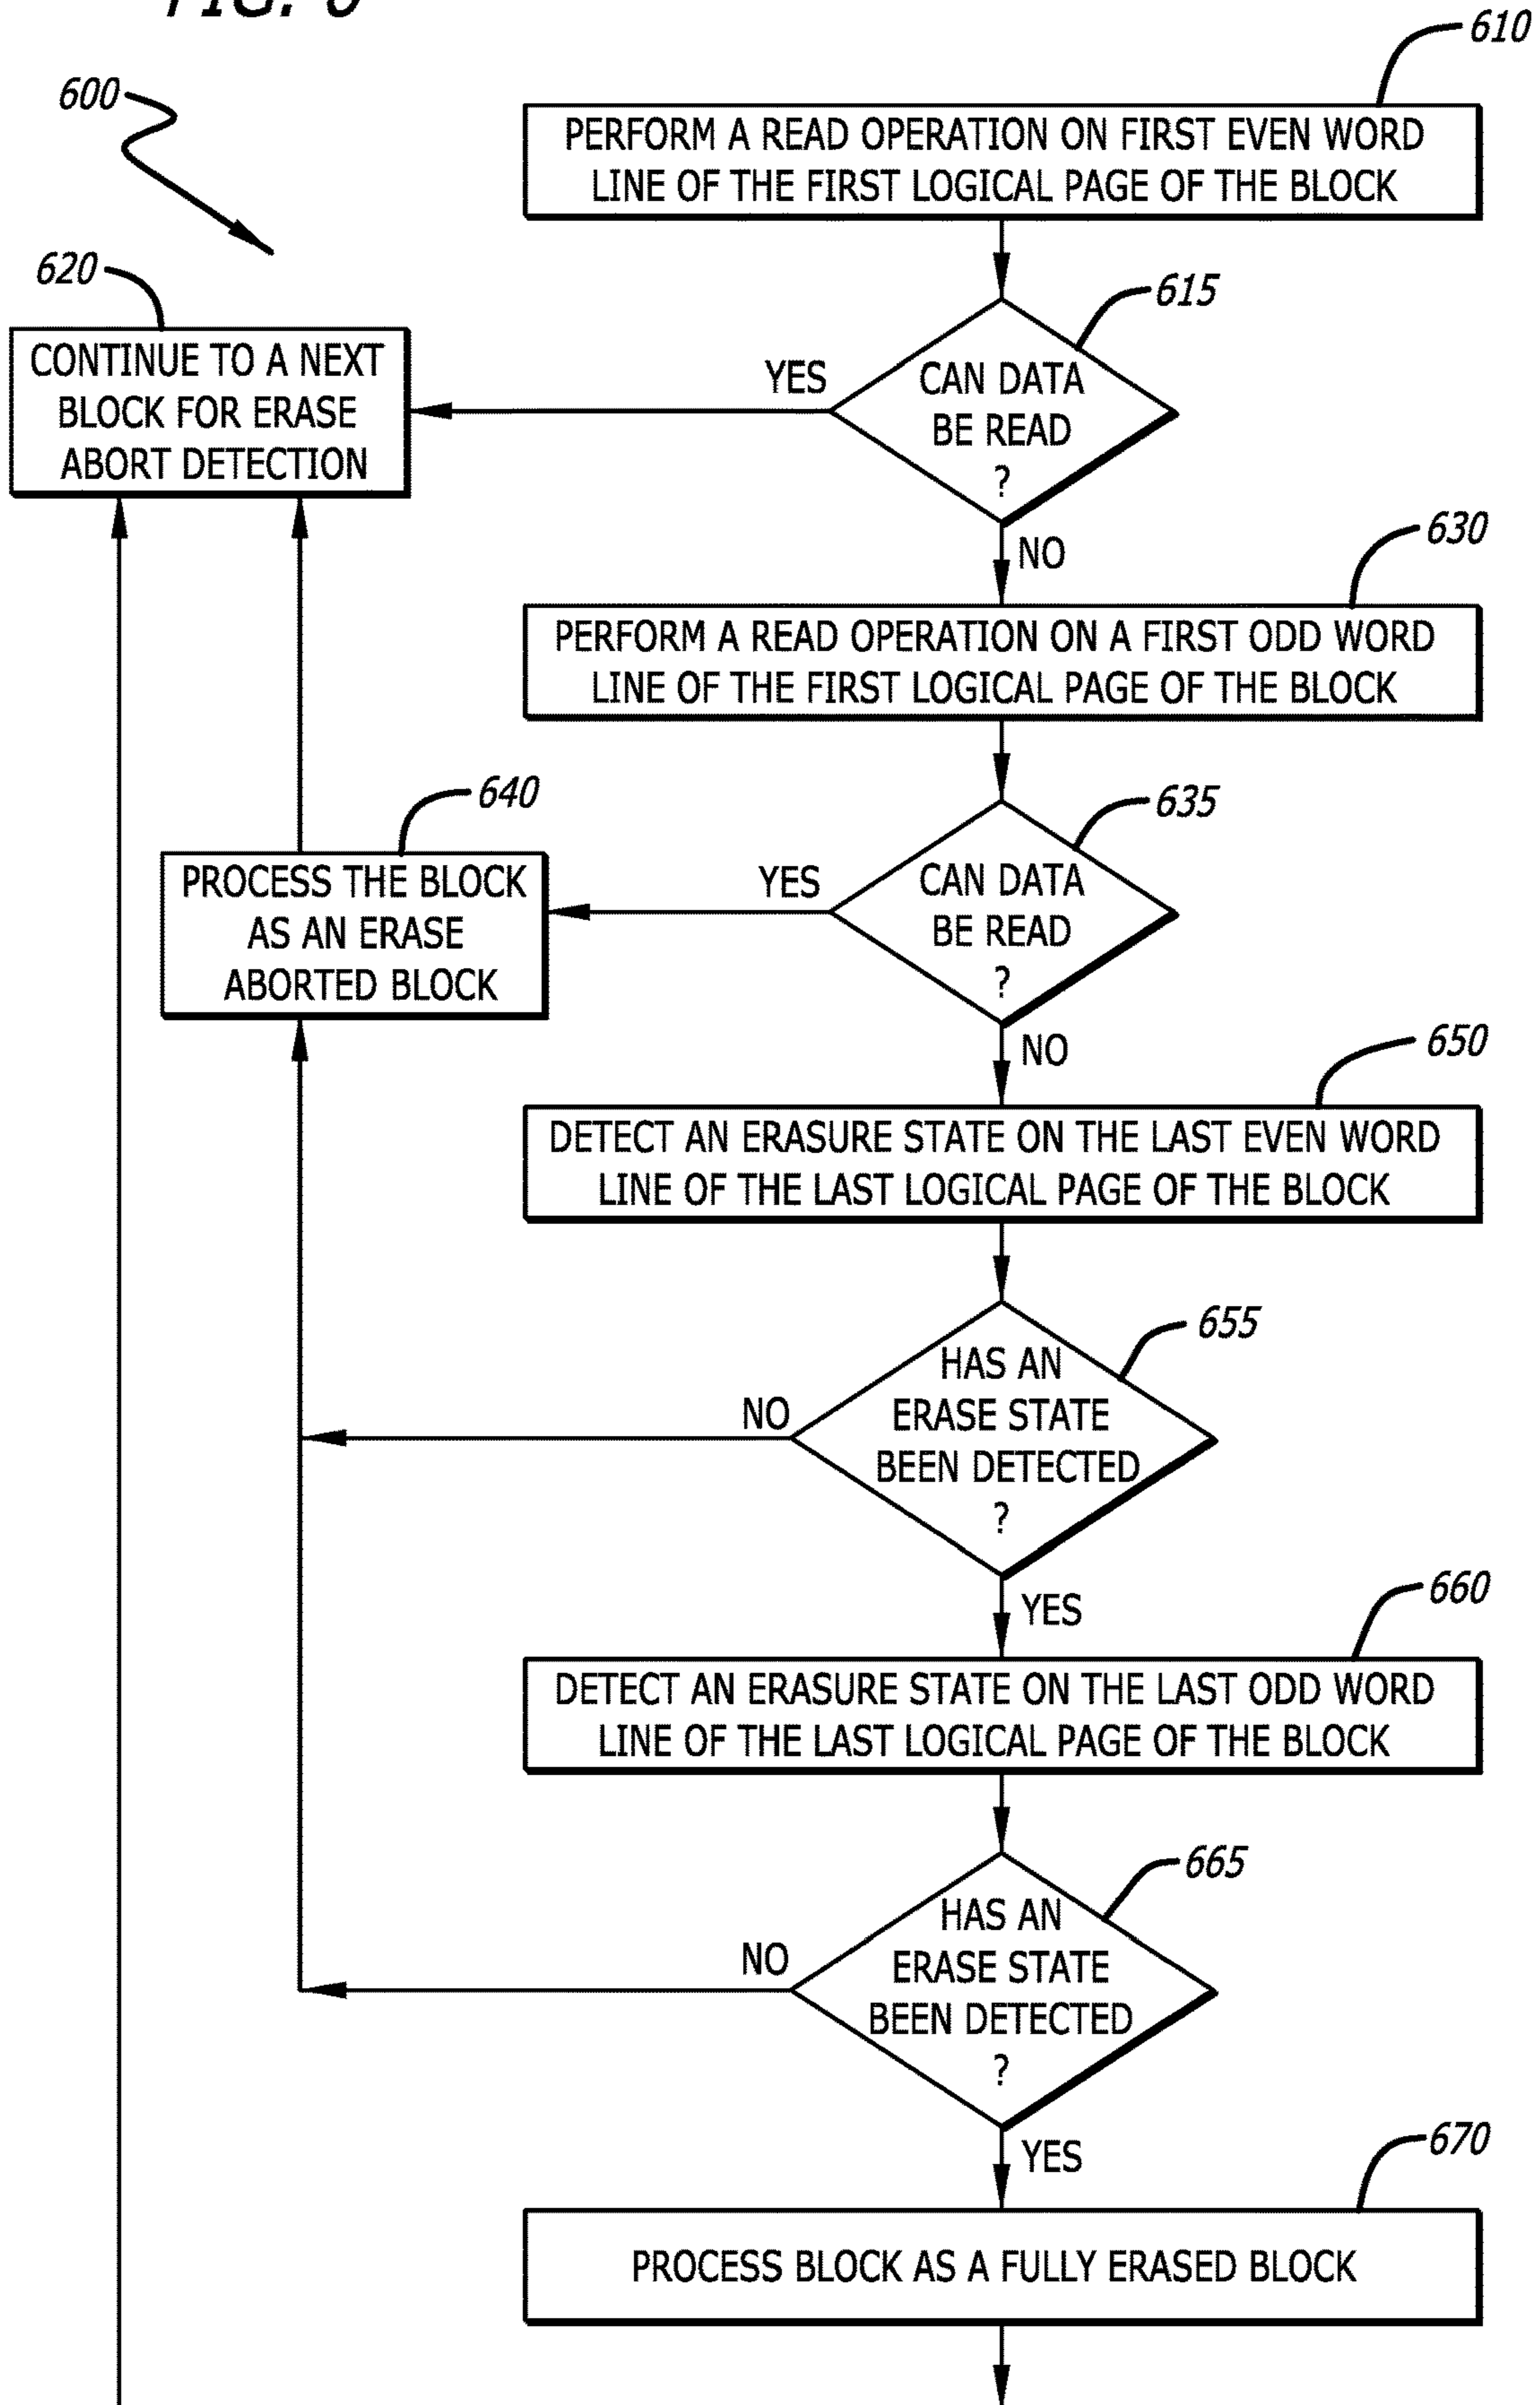 600
610
PERFORM A READ OPERATION ON FIRST EVEN WORD
LINE OF THE FIRST LOGICAL PAGE OF THE BLOCK
620
CONTINUE TO A NEXT
BLOCK FOR ERASE
ABORT DETECTION
615
YES
CAN DATA
BE READ
?
NO
630
PERFORM A READ OPERATION ON A FIRST ODD WORD
LINE OF THE FIRST LOGICAL PAGE OF THE BLOCK
640
PROCESS THE BLOCK
AS AN ERASE
ABORTED BLOCK
635
YES
CAN DATA
BE READ
?
NO
650
DETECT AN ERASURE STATE ON THE LAST EVEN WORD
LINE OF THE LAST LOGICAL PAGE OF THE BLOCK
655
NO
HAS AN
ERASE STATE
BEEN DETECTED
?
YES
660
DETECT AN ERASURE STATE ON THE LAST ODD WORD
LINE OF THE LAST LOGICAL PAGE OF THE BLOCK
665
NO
HAS AN
ERASE STATE
BEEN DETECTED
?
YES
670
PROCESS BLOCK AS A FULLY ERASED BLOCK